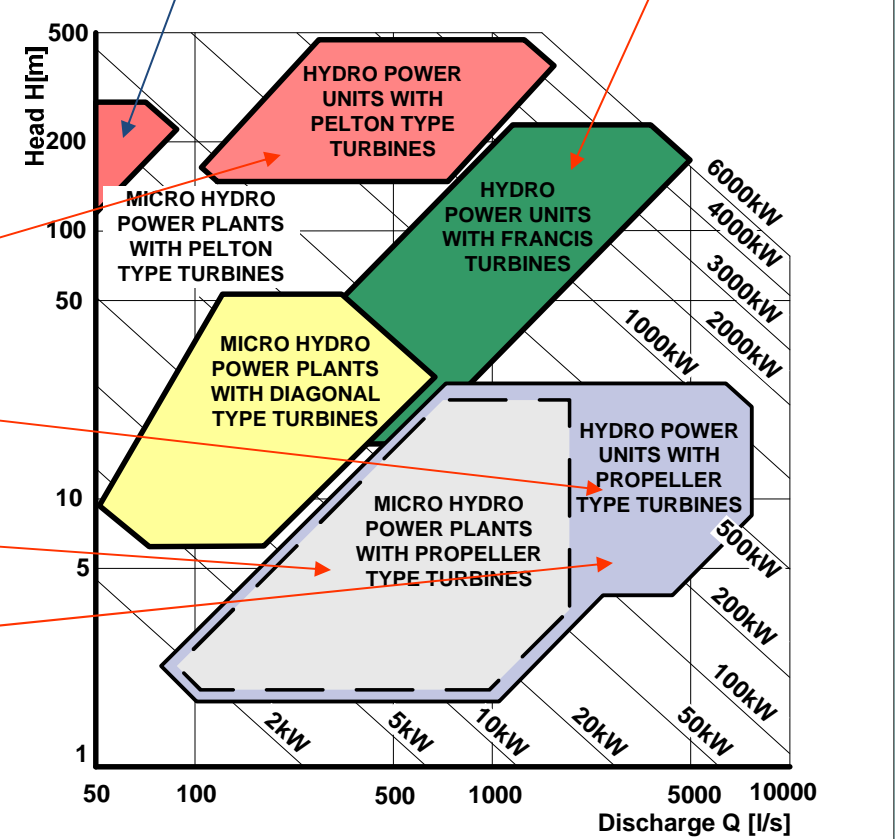 Head H[m]
500
200
100
50
10
5
1
HYDRO POWER
UNITS WITH
PELTON TYPE
TURBINES
MICRO HYDRO
POWER PLANTS
WITH PELTON
TYPE TURBINES
HYDRO
POWER UNITS
WITH FRANCIS
TURBINES
MICRO HYDRO
POWER PLANTS
WITH DIAGONAL
TYPE TURBINES
HYDRO POWER
UNITS WITH
PROPELLER
TYPE TURBINES
MICRO HYDRO
POWER PLANTS
WITH PROPELLER
TYPE TURBINES
6000kW
4000kW
3000kW
2000kW
1000kW
500kW
200kW
100kW
50kW
20kW
10kW
5kW
2kW
50
100
500
1000
5000
10000
Discharge Q [l/s]